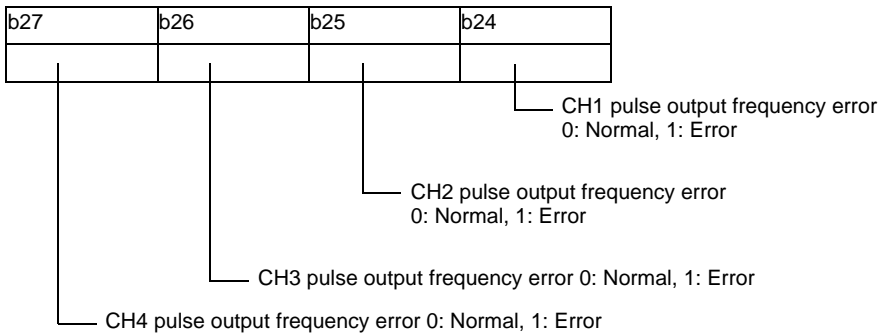 b27 b26 b25 b24
CH1 pulse output frequency error
0: Normal, 1: Error
CH2 pulse output frequency error
0: Normal, 1: Error
CH3 pulse output frequency error 0: Normal, 1: Error
CH4 pulse output frequency error 0: Normal, 1: Error